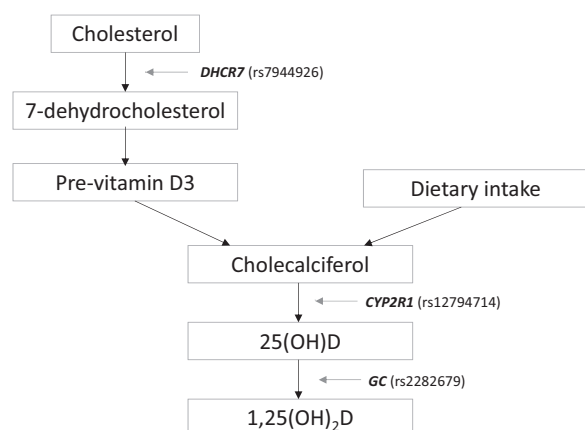 Cholesterol
DHCR7 (rs7944926)
7-dehydrocholesterol
Pre-vitamin D3
Dietary intake
Cholecalciferol
CYP2R1 (rs12794714)
25(OH)D
GC (rs2282679)
1,25(OH)₂D